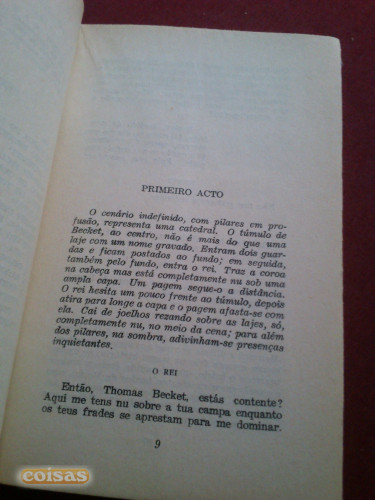 PRIMEIRO ACTO
O cenário indefinido, com pilares em pro-
fusão, representa uma catedral. O túmulo de
Becket, ao centro, não é mais do que uma
laje com um nome gravado. Entram dois guar-
das e ficam postados ao fundo; em seguida,
também pelo fundo, entra o rei. Traz a coroa
na cabeça mas está completamente nu sob uma
ampla capa. Um pagem segue-o a distância.
O rei hesita um pouco frente ao túmulo, depois
atira para longe a capa e o pagem afasta-se com
ela. Cai de joelhos rezando sobre as lajes, só,
completamente nu, no meio da cena; para além
dos pilares, na sombra, adivinham-se presenças
inquietantes.
O REI
Então, Thomas Becket, estás contente?
Aqui me tens nu sobre a tua campa enquanto
os teus frades se aprestam para me dominar.
9
coisas